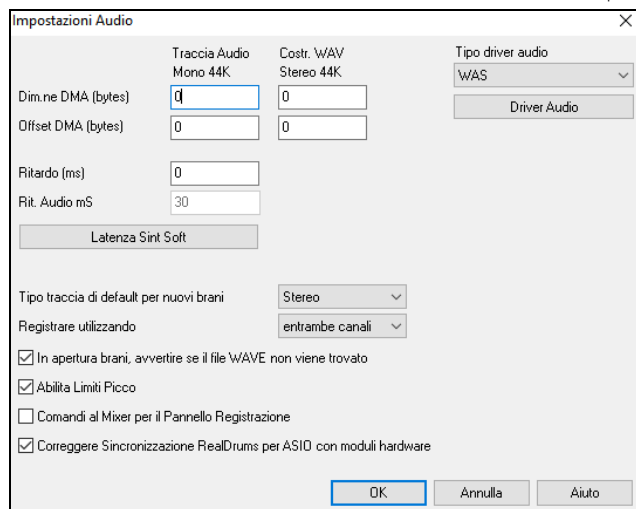 Impostazioni Audio
Traccia Audio Costr. WAV Tipo driver audio
Mono 44K Stereo 44K
WAS
Dim.ne DMA (bytes) 0 0
Driver Audio
Offset DMA (bytes) 0 0
Ritardo (ms) 0
Rit. Audio mS 30
Latenza Sint Soft
Tipo traccia di default per nuovi brani Stereo
Registrare utilizzando entrambe canali
In apertura brani, avvertire se il file WAVE non viene trovato
Abilita Limiti Picco
Comandi al Mixer per il Pannello Registrazione
Correggere Sincronizzazione RealDrums per ASIO con moduli hardware
OK Annulla Aiuto